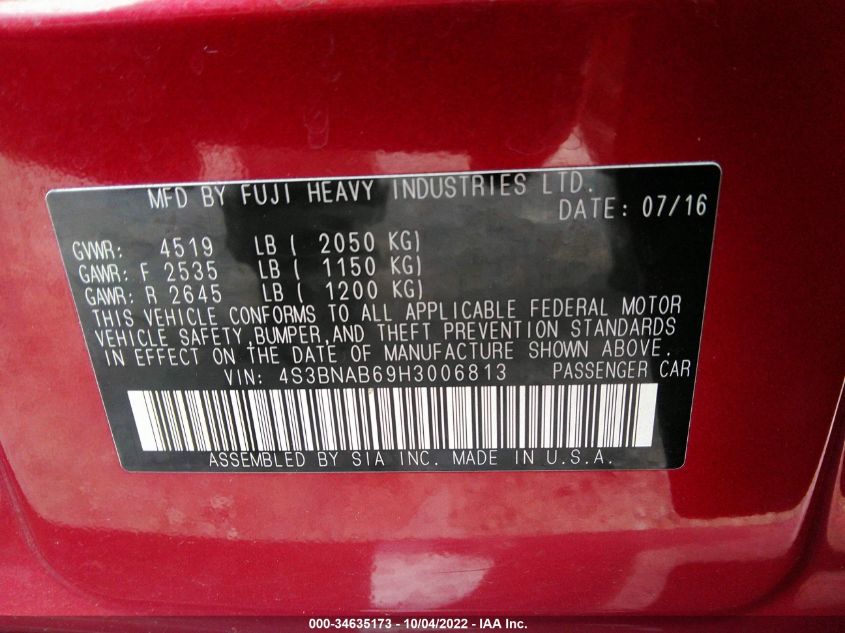 MFD BY FUJI HEAVY INDUSTRIES LTD.
DATE: 07/16
GVWR: 4519 LB ( 2050 KG)
GAWR: F 2535 LB ( 1150 KG)
GAWR: R 2645 LB ( 1200 KG)
THIS VEHICLE CONFORMS TO ALL APPLICABLE FEDERAL MOTOR
VEHICLE SAFETY,BUMPER,AND THEFT PREVENTION STANDARDS
IN EFFECT ON THE DATE OF MANUFACTURE SHOWN ABOVE.
VIN: 4S3BNAB69H3006813 PASSENGER CAR
ASSEMBLED BY SIA INC. MADE IN U.S.A.
000-34635173 - 10/04/2022 - IAA Inc.